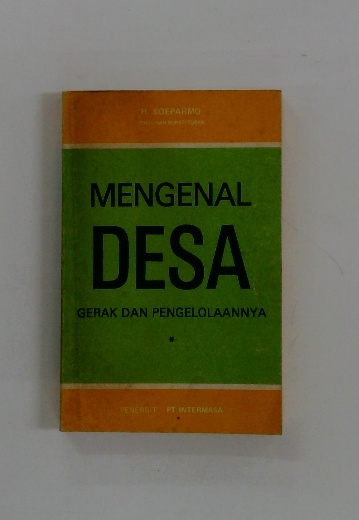 R. SOEPARMO
MENGENAL
DESA
GERAK DAN PENGELOLAANNYA
*
PENERBIT PT INTERMASA